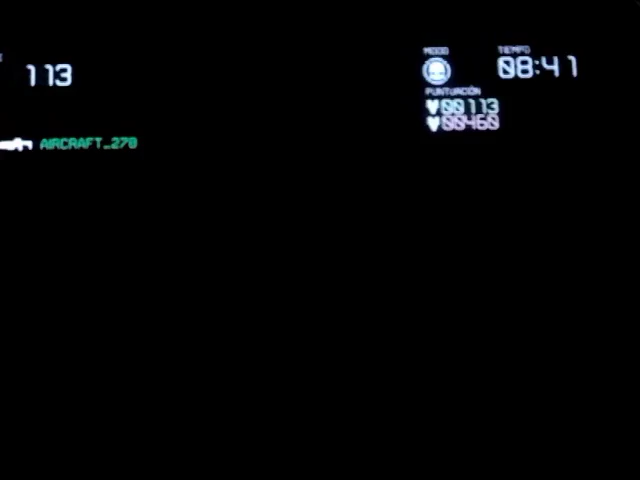 113
AIRCRAFT_270
MODO
TIEMPO
08:41
PUNTUACIÓN
00113
00460